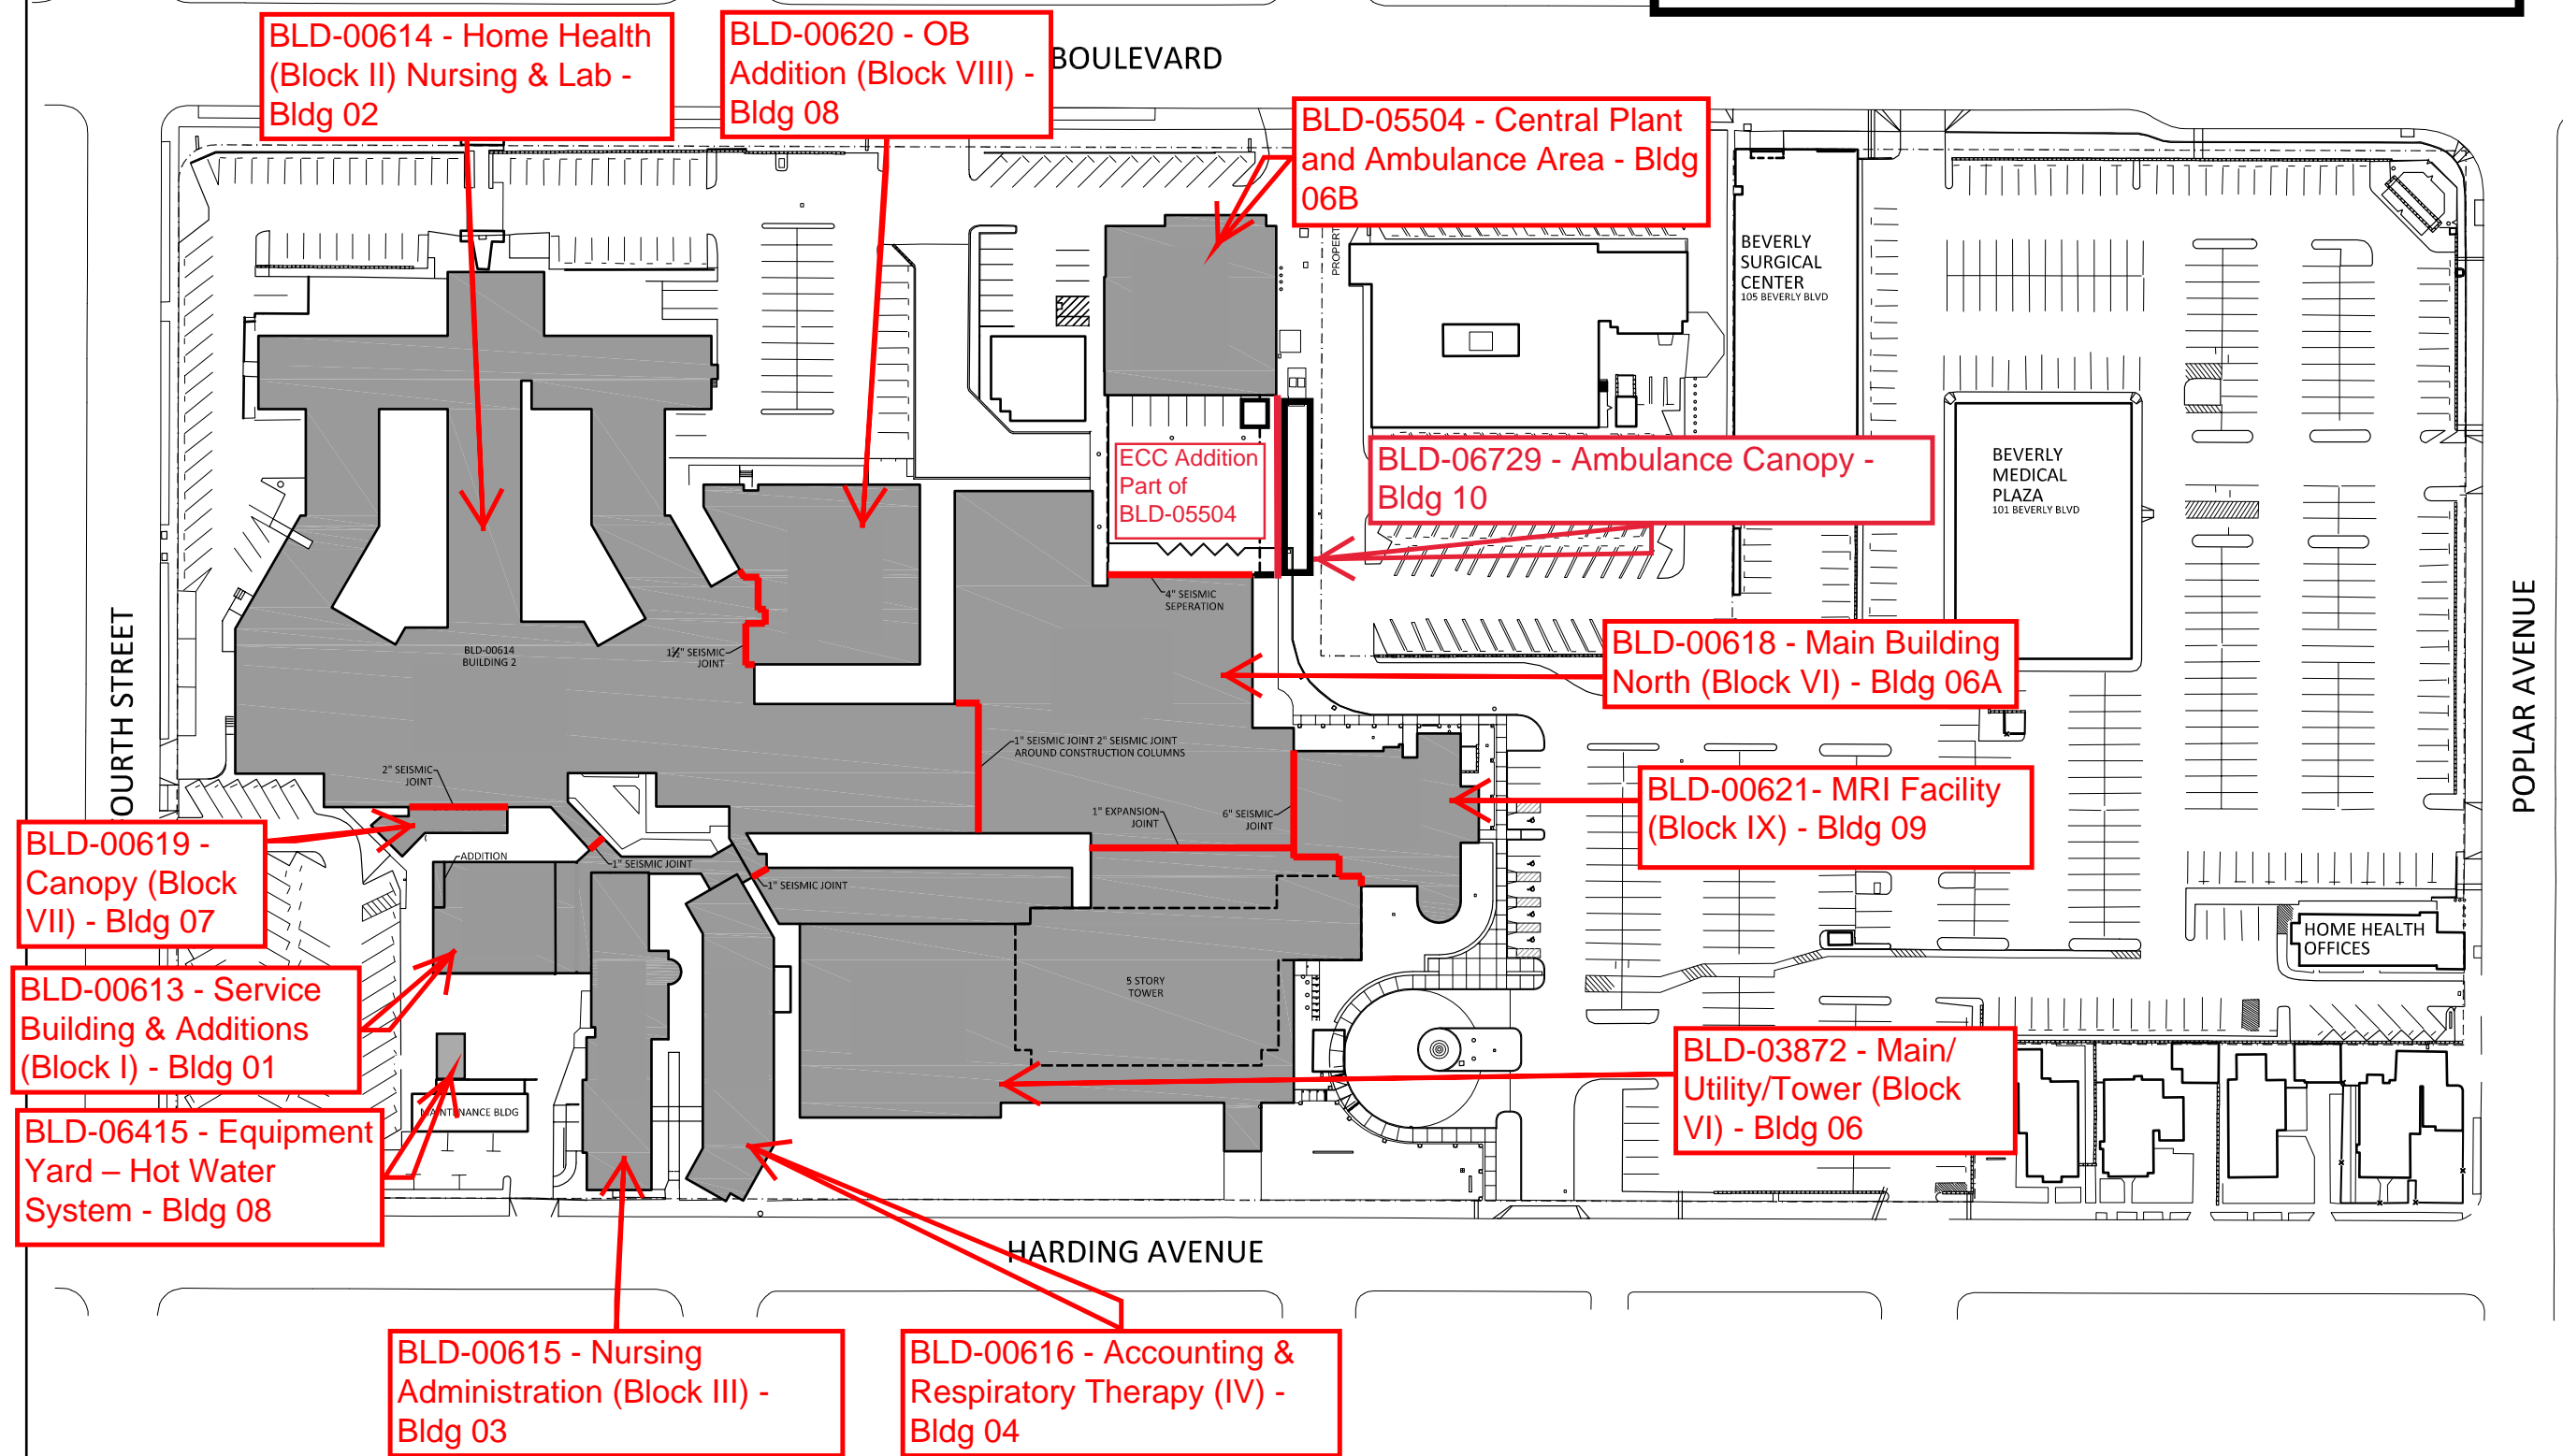 BLD-00614 - Home Health
(Block II) Nursing & Lab -
Bldg 02
BLD-00620 - OB
Addition (Block VIII) -
Bldg 08
BOULEVARD
BLD-05504 - Central Plant
and Ambulance Area - Bldg
06B
BEVERLY
SURGICAL
CENTER
105 BEVERLY BLVD
ECC Addition
Part of
BLD-05504
BLD-06729 - Ambulance Canopy -
Bldg 10
BEVERLY
MEDICAL
PLAZA
101 BEVERLY BLVD
4" SEISMIC
SEPERATION
BLD-00614
BUILDING 2
1½" SEISMIC
JOINT
BLD-00618 - Main Building
North (Block VI) - Bldg 06A
OURTH STREET
POPLAR AVENUE
1" SEISMIC JOINT 2" SEISMIC JOINT
AROUND CONSTRUCTION COLUMNS
2" SEISMIC
JOINT
1" EXPANSION
JOINT
6" SEISMIC
JOINT
BLD-00621- MRI Facility
(Block IX) - Bldg 09
BLD-00619 -
Canopy (Block
VII) - Bldg 07
ADDITION
1" SEISMIC JOINT
1" SEISMIC JOINT
HOME HEALTH
OFFICES
BLD-00613 - Service
Building & Additions
(Block I) - Bldg 01
5 STORY
TOWER
BLD-03872 - Main/
Utility/Tower (Block
VI) - Bldg 06
MAINTENANCE BLDG
BLD-06415 - Equipment
Yard – Hot Water
System - Bldg 08
HARDING AVENUE
BLD-00615 - Nursing
Administration (Block III) -
Bldg 03
BLD-00616 - Accounting &
Respiratory Therapy (IV) -
Bldg 04